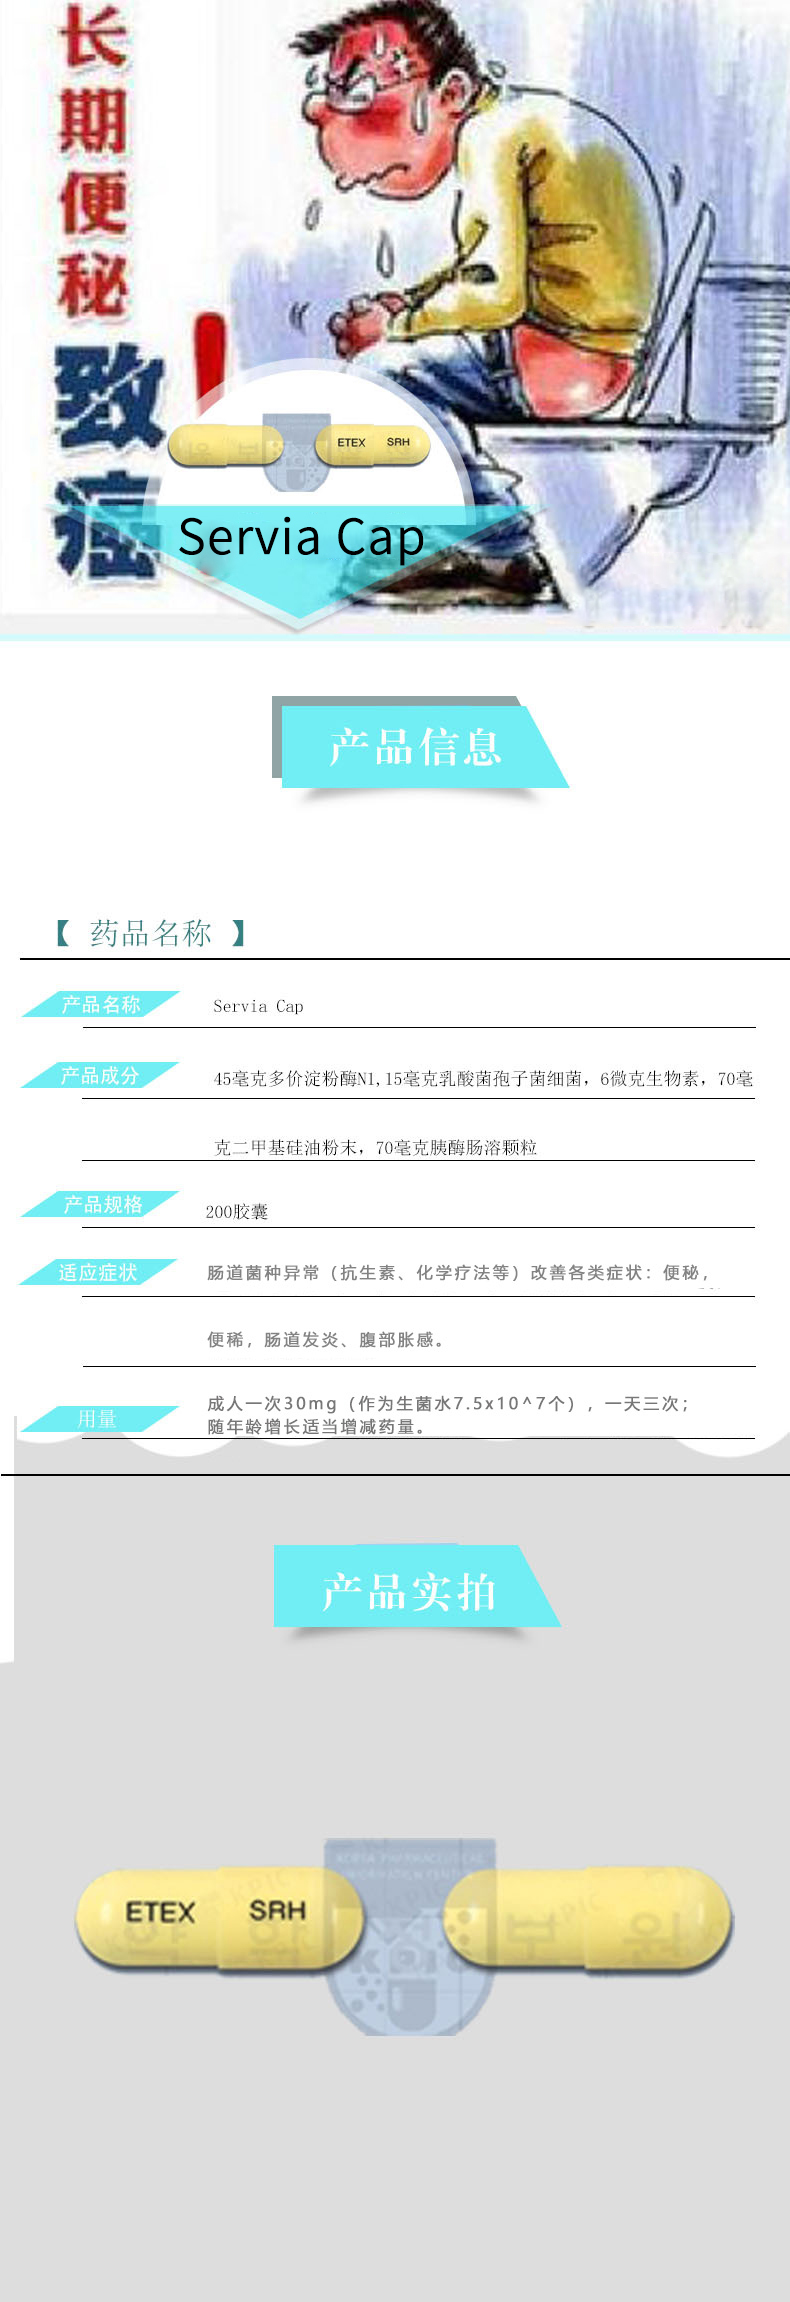 长期便秘
致癌!
ETEX SRH
Servia Cap
产品信息
【 药品名称 】
产品名称 Servia Cap
产品成分 45毫克多价淀粉酶N1,15毫克乳酸菌孢子菌细菌，6微克生物素，70毫
克二甲基硅油粉末，70毫克胰酶肠溶颗粒
产品规格 200胶囊
适应症状 肠道菌种异常（抗生素、化学疗法等）改善各类症状：便秘，
便稀，肠道发炎、腹部胀感。
用量 成人一次30mg（作为生菌水7.5x10^7个），一天三次；
随年龄增长适当增减药量。
产品实拍
KOREA PHARMACEUTICAL
INFORMATION CENTER
ETEX SRH
KPIC